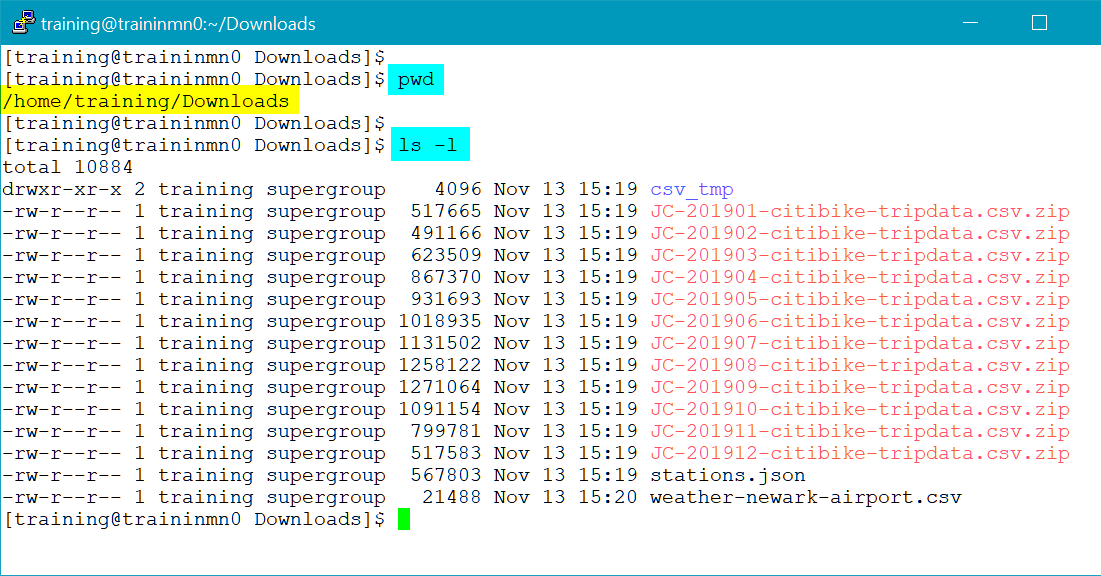 training@traininmn0:~/Downloads
[training@traininmn0 Downloads]$
[training@traininmn0 Downloads]$ pwd
/home/training/Downloads
[training@traininmn0 Downloads]$
[training@traininmn0 Downloads]$ ls -l
total 10884
drwxr-xr-x 2 training supergroup    4096 Nov 13 15:19 csv_tmp
-rw-r--r-- 1 training supergroup  517665 Nov 13 15:19 JC-201901-citibike-tripdata.csv.zip
-rw-r--r-- 1 training supergroup  491166 Nov 13 15:19 JC-201902-citibike-tripdata.csv.zip
-rw-r--r-- 1 training supergroup  623509 Nov 13 15:19 JC-201903-citibike-tripdata.csv.zip
-rw-r--r-- 1 training supergroup  867370 Nov 13 15:19 JC-201904-citibike-tripdata.csv.zip
-rw-r--r-- 1 training supergroup  931693 Nov 13 15:19 JC-201905-citibike-tripdata.csv.zip
-rw-r--r-- 1 training supergroup 1018935 Nov 13 15:19 JC-201906-citibike-tripdata.csv.zip
-rw-r--r-- 1 training supergroup 1131502 Nov 13 15:19 JC-201907-citibike-tripdata.csv.zip
-rw-r--r-- 1 training supergroup 1258122 Nov 13 15:19 JC-201908-citibike-tripdata.csv.zip
-rw-r--r-- 1 training supergroup 1271064 Nov 13 15:19 JC-201909-citibike-tripdata.csv.zip
-rw-r--r-- 1 training supergroup 1091154 Nov 13 15:19 JC-201910-citibike-tripdata.csv.zip
-rw-r--r-- 1 training supergroup  799781 Nov 13 15:19 JC-201911-citibike-tripdata.csv.zip
-rw-r--r-- 1 training supergroup  517583 Nov 13 15:19 JC-201912-citibike-tripdata.csv.zip
-rw-r--r-- 1 training supergroup  567803 Nov 13 15:19 stations.json
-rw-r--r-- 1 training supergroup   21488 Nov 13 15:20 weather-newark-airport.csv
[training@traininmn0 Downloads]$